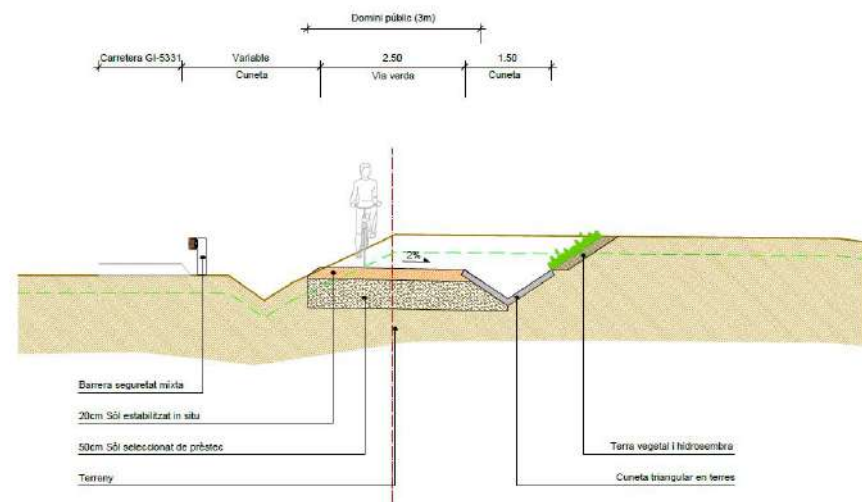 Domini públic (3m)
Carretera GI-5331 Variable 2.50 1.50
Cuneta Via verda Cuneta
2%
Barrera seguretat mixta
20cm Sòl estabilitzat in situ
50cm Sòl seleccionat de prèstec
Terra vegetal i hidrosembra
Terreny
Cuneta triangular en terres